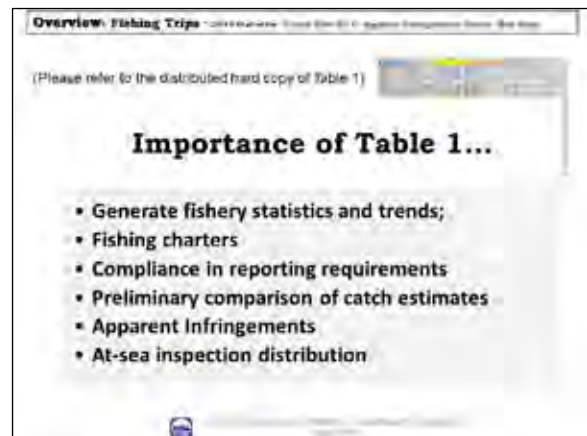 Overview: Fishing Trips
(Please refer to the distributed hard copy of Table 1)
Importance of Table 1...
• Generate fishery statistics and trends;
• Fishing charters
• Compliance in reporting requirements
• Preliminary comparison of catch estimates
• Apparent Infringements
• At-sea inspection distribution